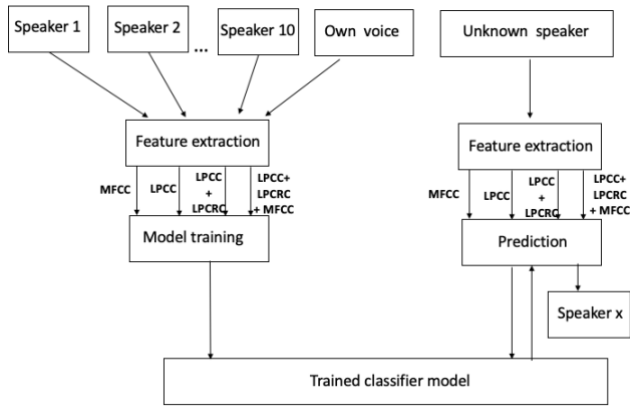 Speaker 1
Speaker 2
...
Speaker 10
Own voice
Unknown speaker
Feature extraction
Feature extraction
MFCC
LPCC
LPCC
+
LPCRC
LPCC+
LPCRC
+ MFCC
MFCC
LPCC
LPCC
+
LPCRC
LPCC+
LPCRC
+ MFCC
Model training
Prediction
Speaker x
Trained classifier model